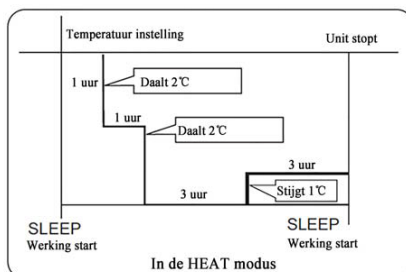 Temperatuur instelling
Unit stopt
1 uur
Daalt 2℃
1 uur
Daalt 2℃
3 uur
3 uur
Stijgt 1℃
SLEEP
Werking start
SLEEP
Werking start
In de HEAT modus